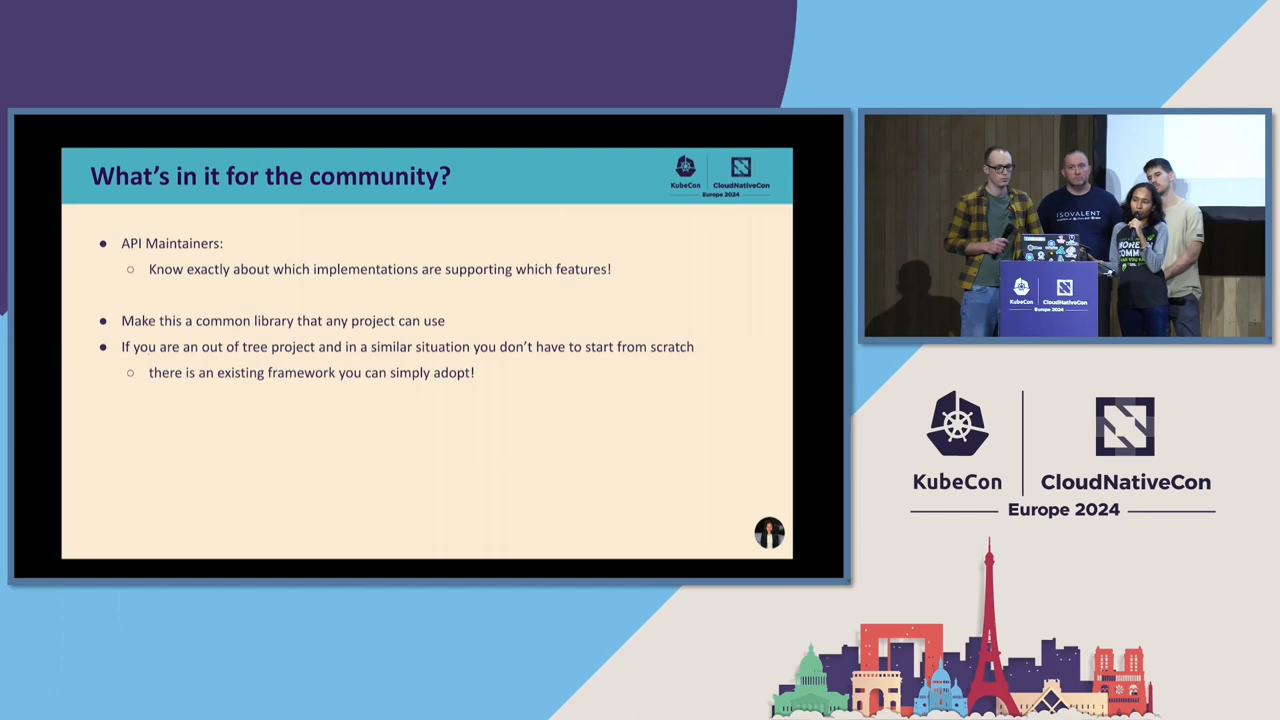 What's in it for the community?
KubeCon
CloudNativeCon
Europe 2024
● API Maintainers:
○ Know exactly about which implementations are supporting which features!
● Make this a common library that any project can use
● If you are an out of tree project and in a similar situation you don't have to start from scratch
○ there is an existing framework you can simply adopt!
ISOVALENT
MORE
COMM
KubeCon
CloudNativeCon
Europe 2024
KubeCon
CloudNativeCon
Europe 2024